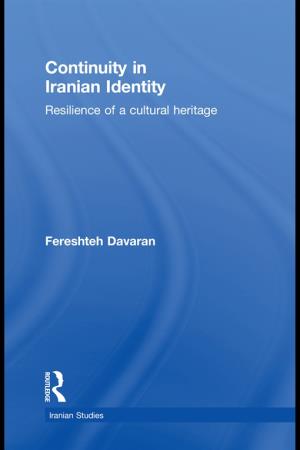 Continuity in
Iranian Identity
Resilience of a cultural heritage
Fereshteh Davaran
ROUTLEDGE
Iranian Studies